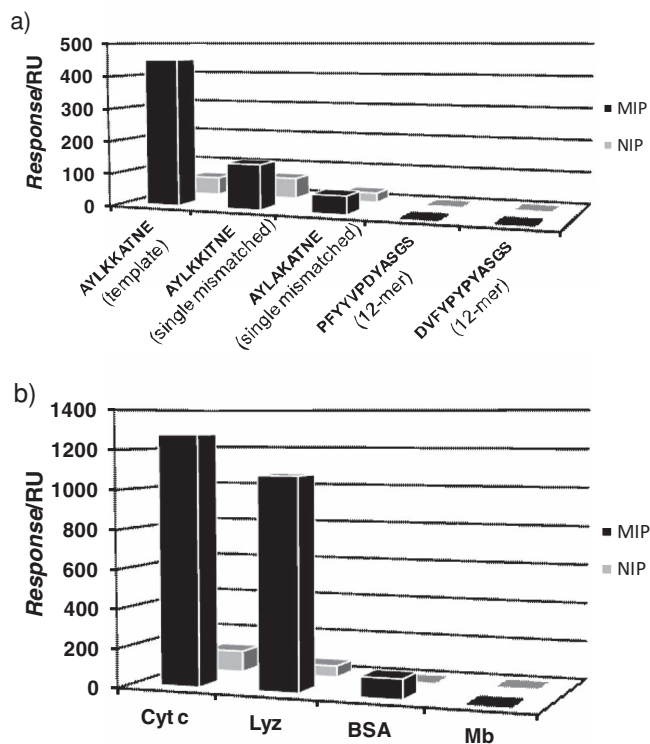 a)
500
400
300
200
100
0
Response/RU
MIP
NIP
AYLKKATNE
(template)
AYLKKITNE
(single mismatched)
AYLAKATNE
(single mismatched)
PFYYVPDYASGS
(12-mer)
DVFYPYPYASGS
(12-mer)
b)
1400
1200
1000
800
600
400
200
0
Response/RU
MIP
NIP
Cyt c
Lyz
BSA
Mb